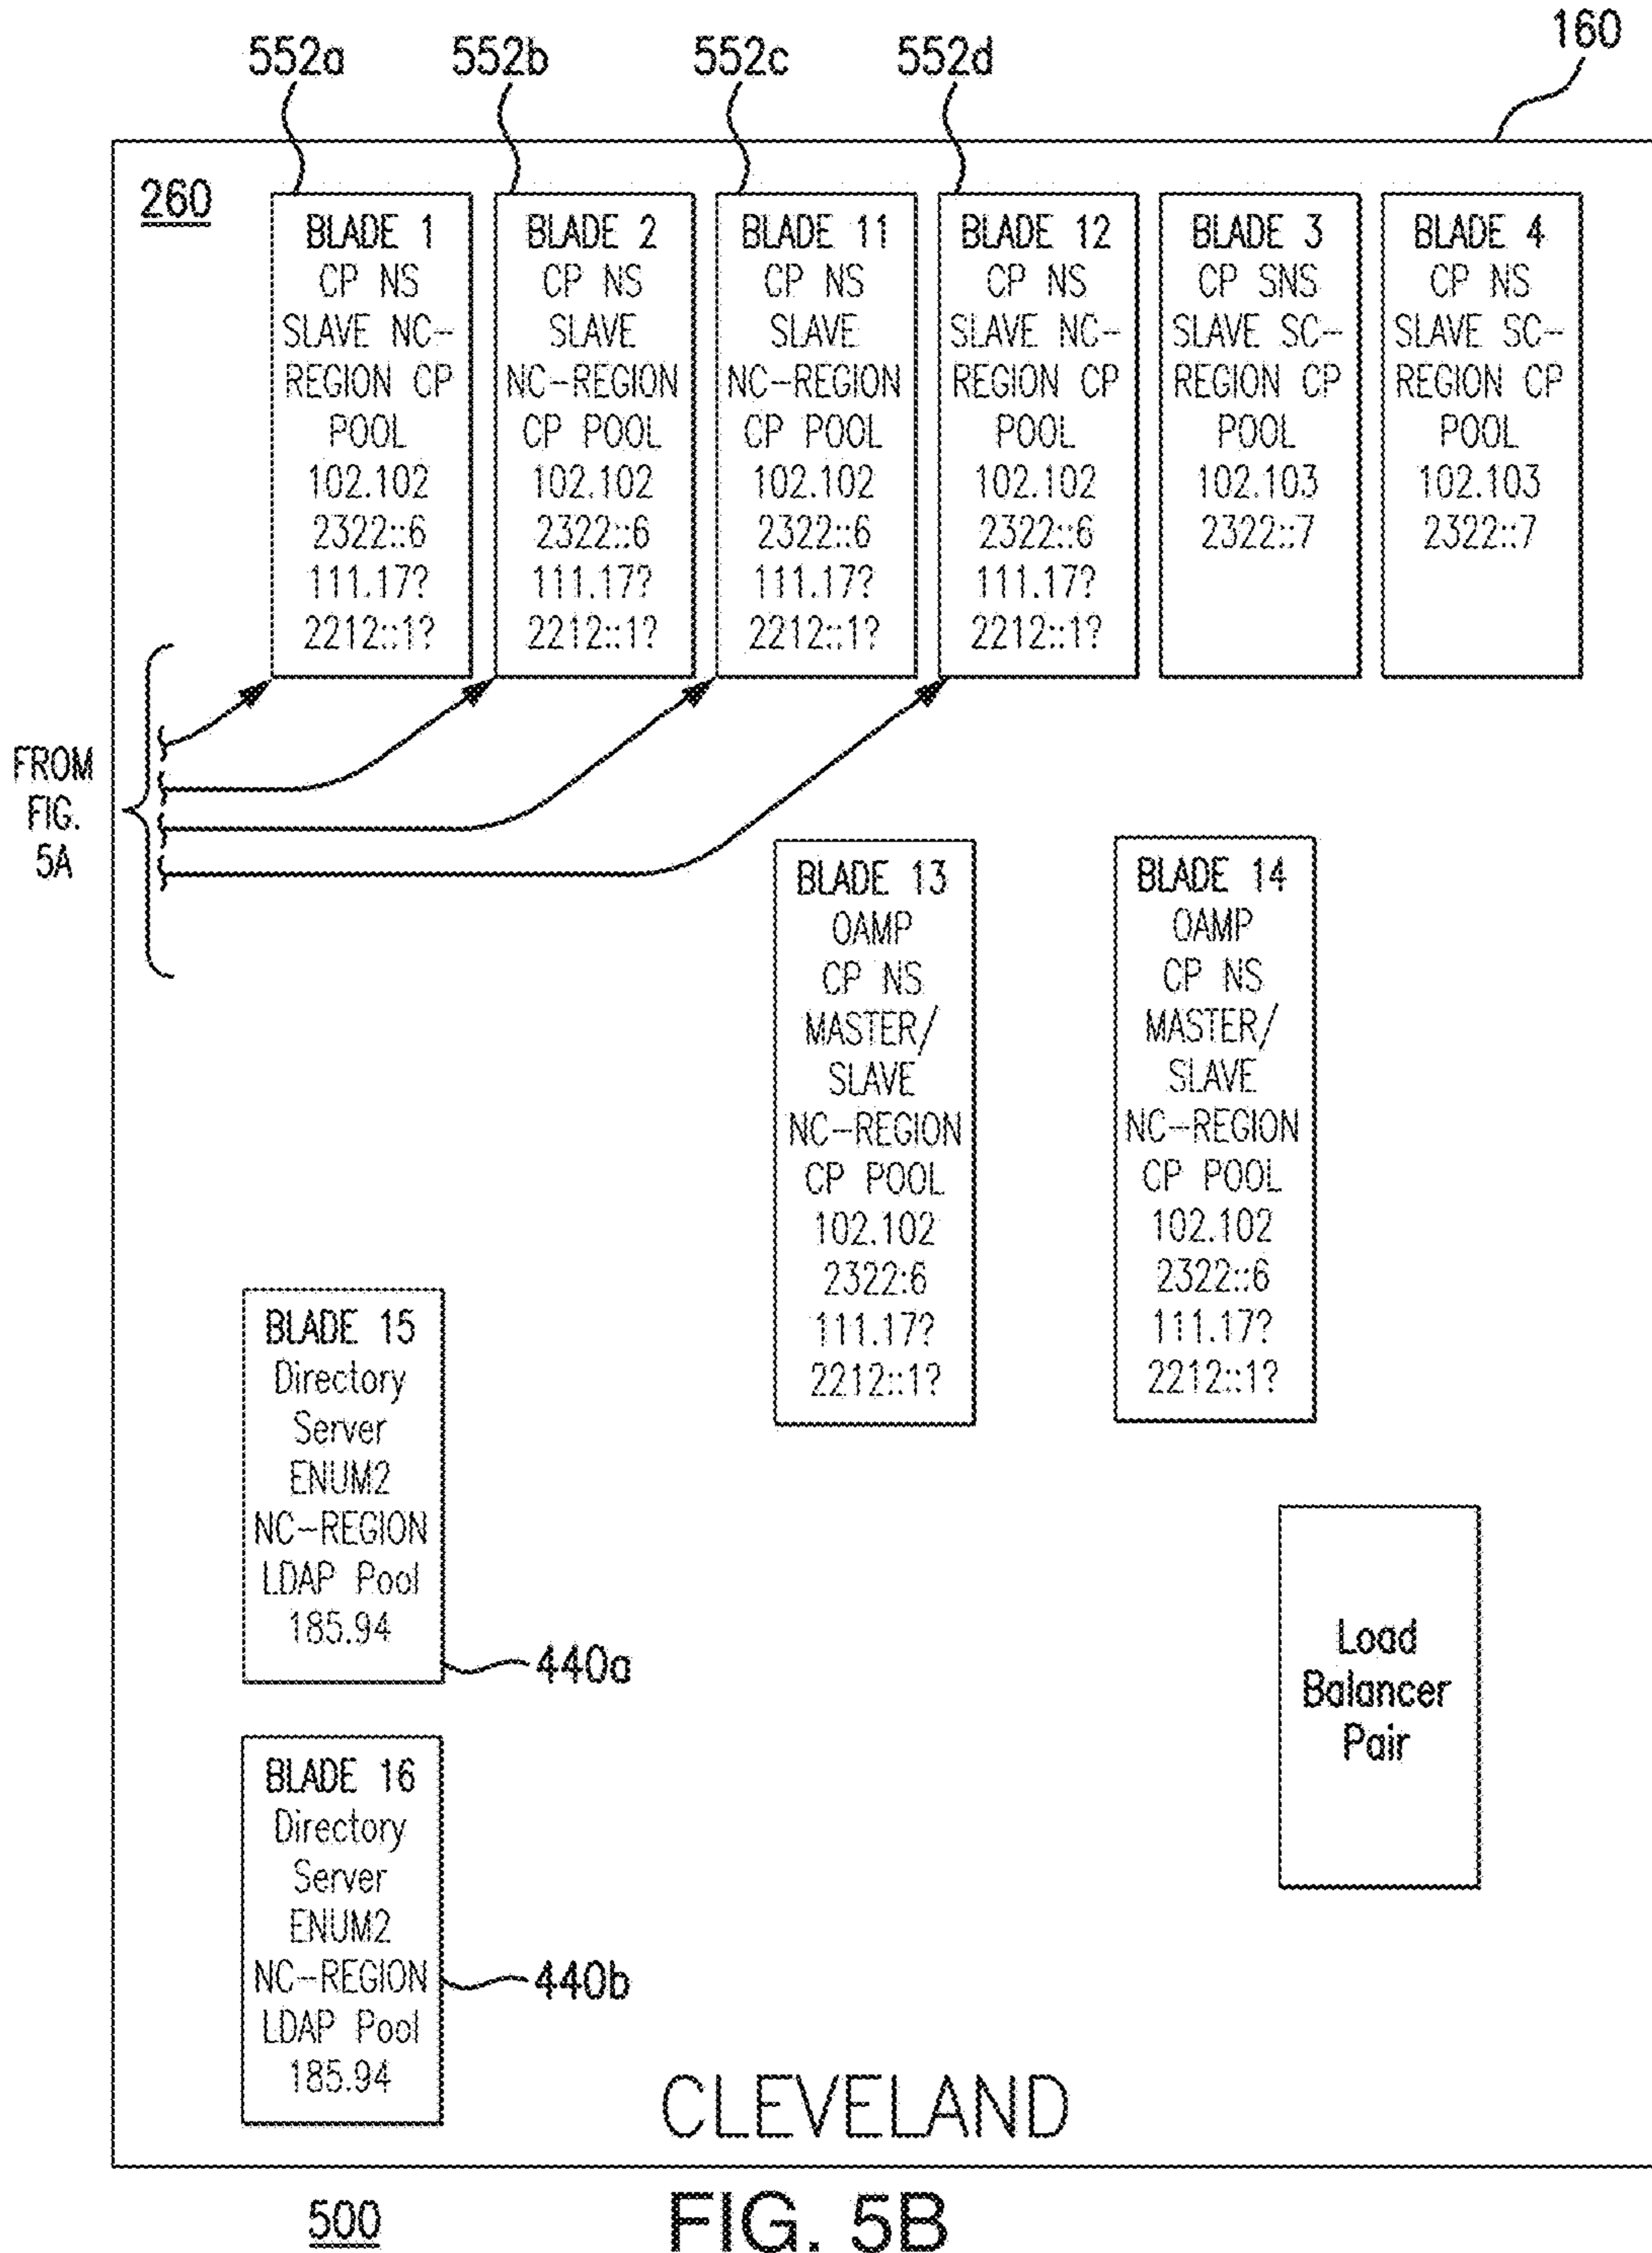 552a
552b
552c
552d
160
260
BLADE 1
CP NS
SLAVE NC-
REGION CP
POOL
102.102
2322::6
111.17?
2212::1?
BLADE 2
CP NS
SLAVE
NC-REGION
CP POOL
102.102
2322::6
111.17?
2212::1?
BLADE 11
CP NS
SLAVE
NC-REGION
CP POOL
102.102
2322::6
111.17?
2212::1?
BLADE 12
CP NS
SLAVE NC-
REGION CP
POOL
102.102
2322::6
111.17?
2212::1?
BLADE 3
CP SNS
SLAVE SC-
REGION CP
POOL
102.103
2322::7
BLADE 4
CP NS
SLAVE SC-
REGION CP
POOL
102.103
2322::7
FROM
FIG.
5A
BLADE 13
OAMP
CP NS
MASTER/
SLAVE
NC-REGION
CP POOL
102.102
2322:6
111.17?
2212::1?
BLADE 14
OAMP
CP NS
MASTER/
SLAVE
NC-REGION
CP POOL
102.102
2322::6
111.17?
2212::1?
BLADE 15
Directory
Server
ENUM2
NC-REGION
LDAP Pool
185.94
440a
BLADE 16
Directory
Server
ENUM2
NC-REGION
LDAP Pool
185.94
440b
Load
Balancer
Pair
CLEVELAND
500
FIG. 5B